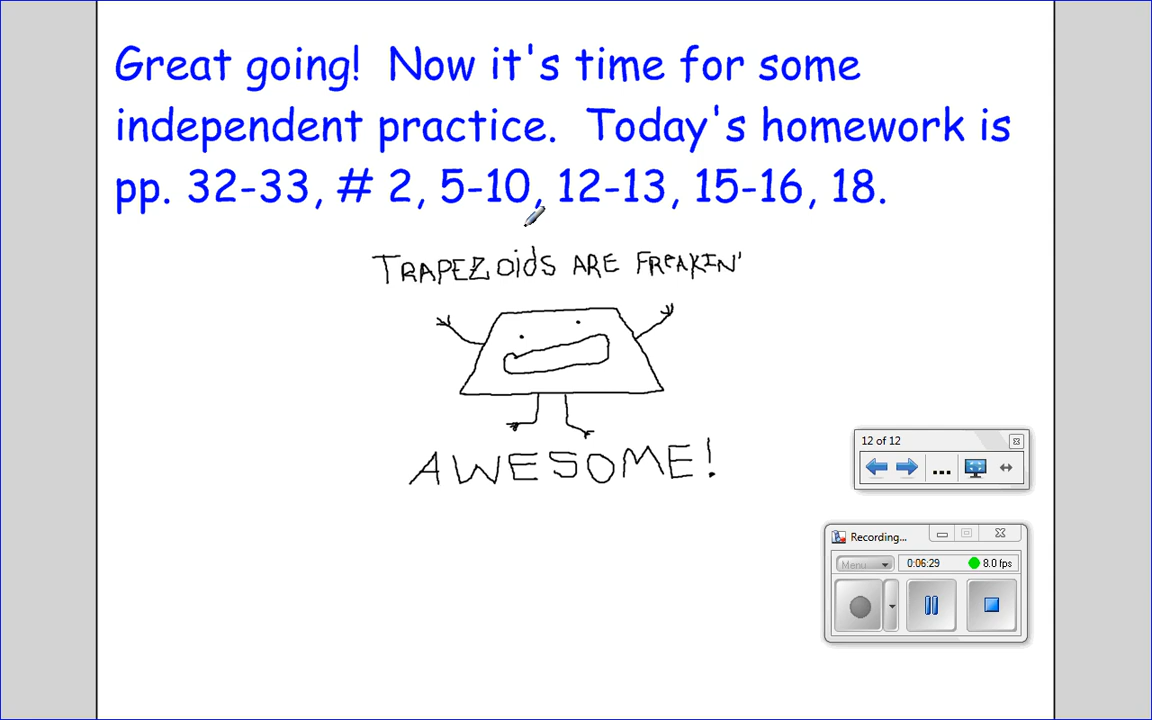 Great going!  Now it's time for some
independent practice.  Today's homework is
pp. 32-33, # 2, 5-10, 12-13, 15-16, 18.
TRAPEZoids ARE FREAKIN'
AWESOME!
12 of 12
...
Recording...
Menu
0:06:29
8.0 fps